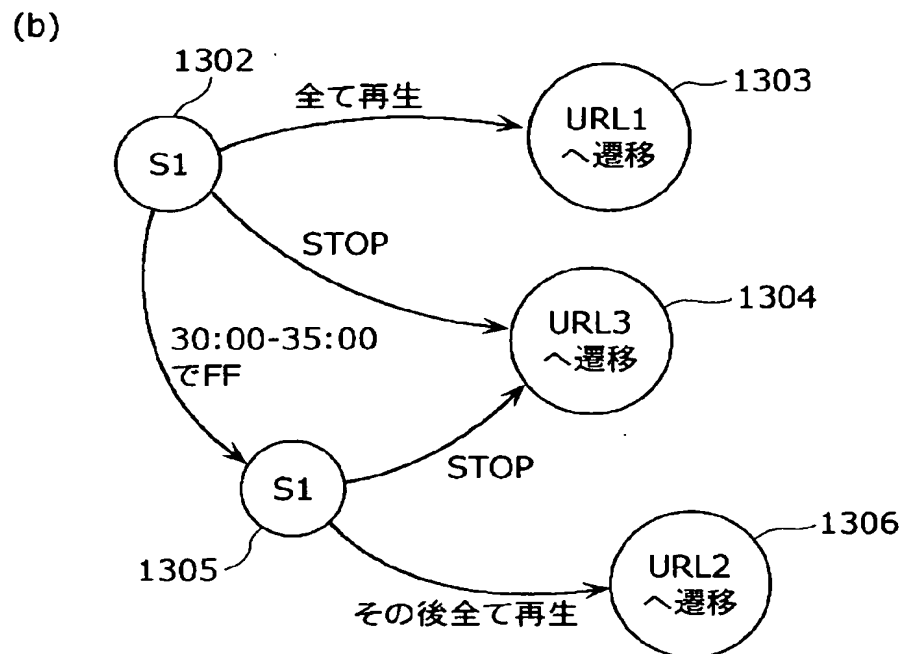 (b)
1302
全て再生
1303
URL1
へ遷移
S1
STOP
1304
URL3
へ遷移
30:00-35:00
でFF
STOP
S1
1305
1306
URL2
へ遷移
その後全て再生